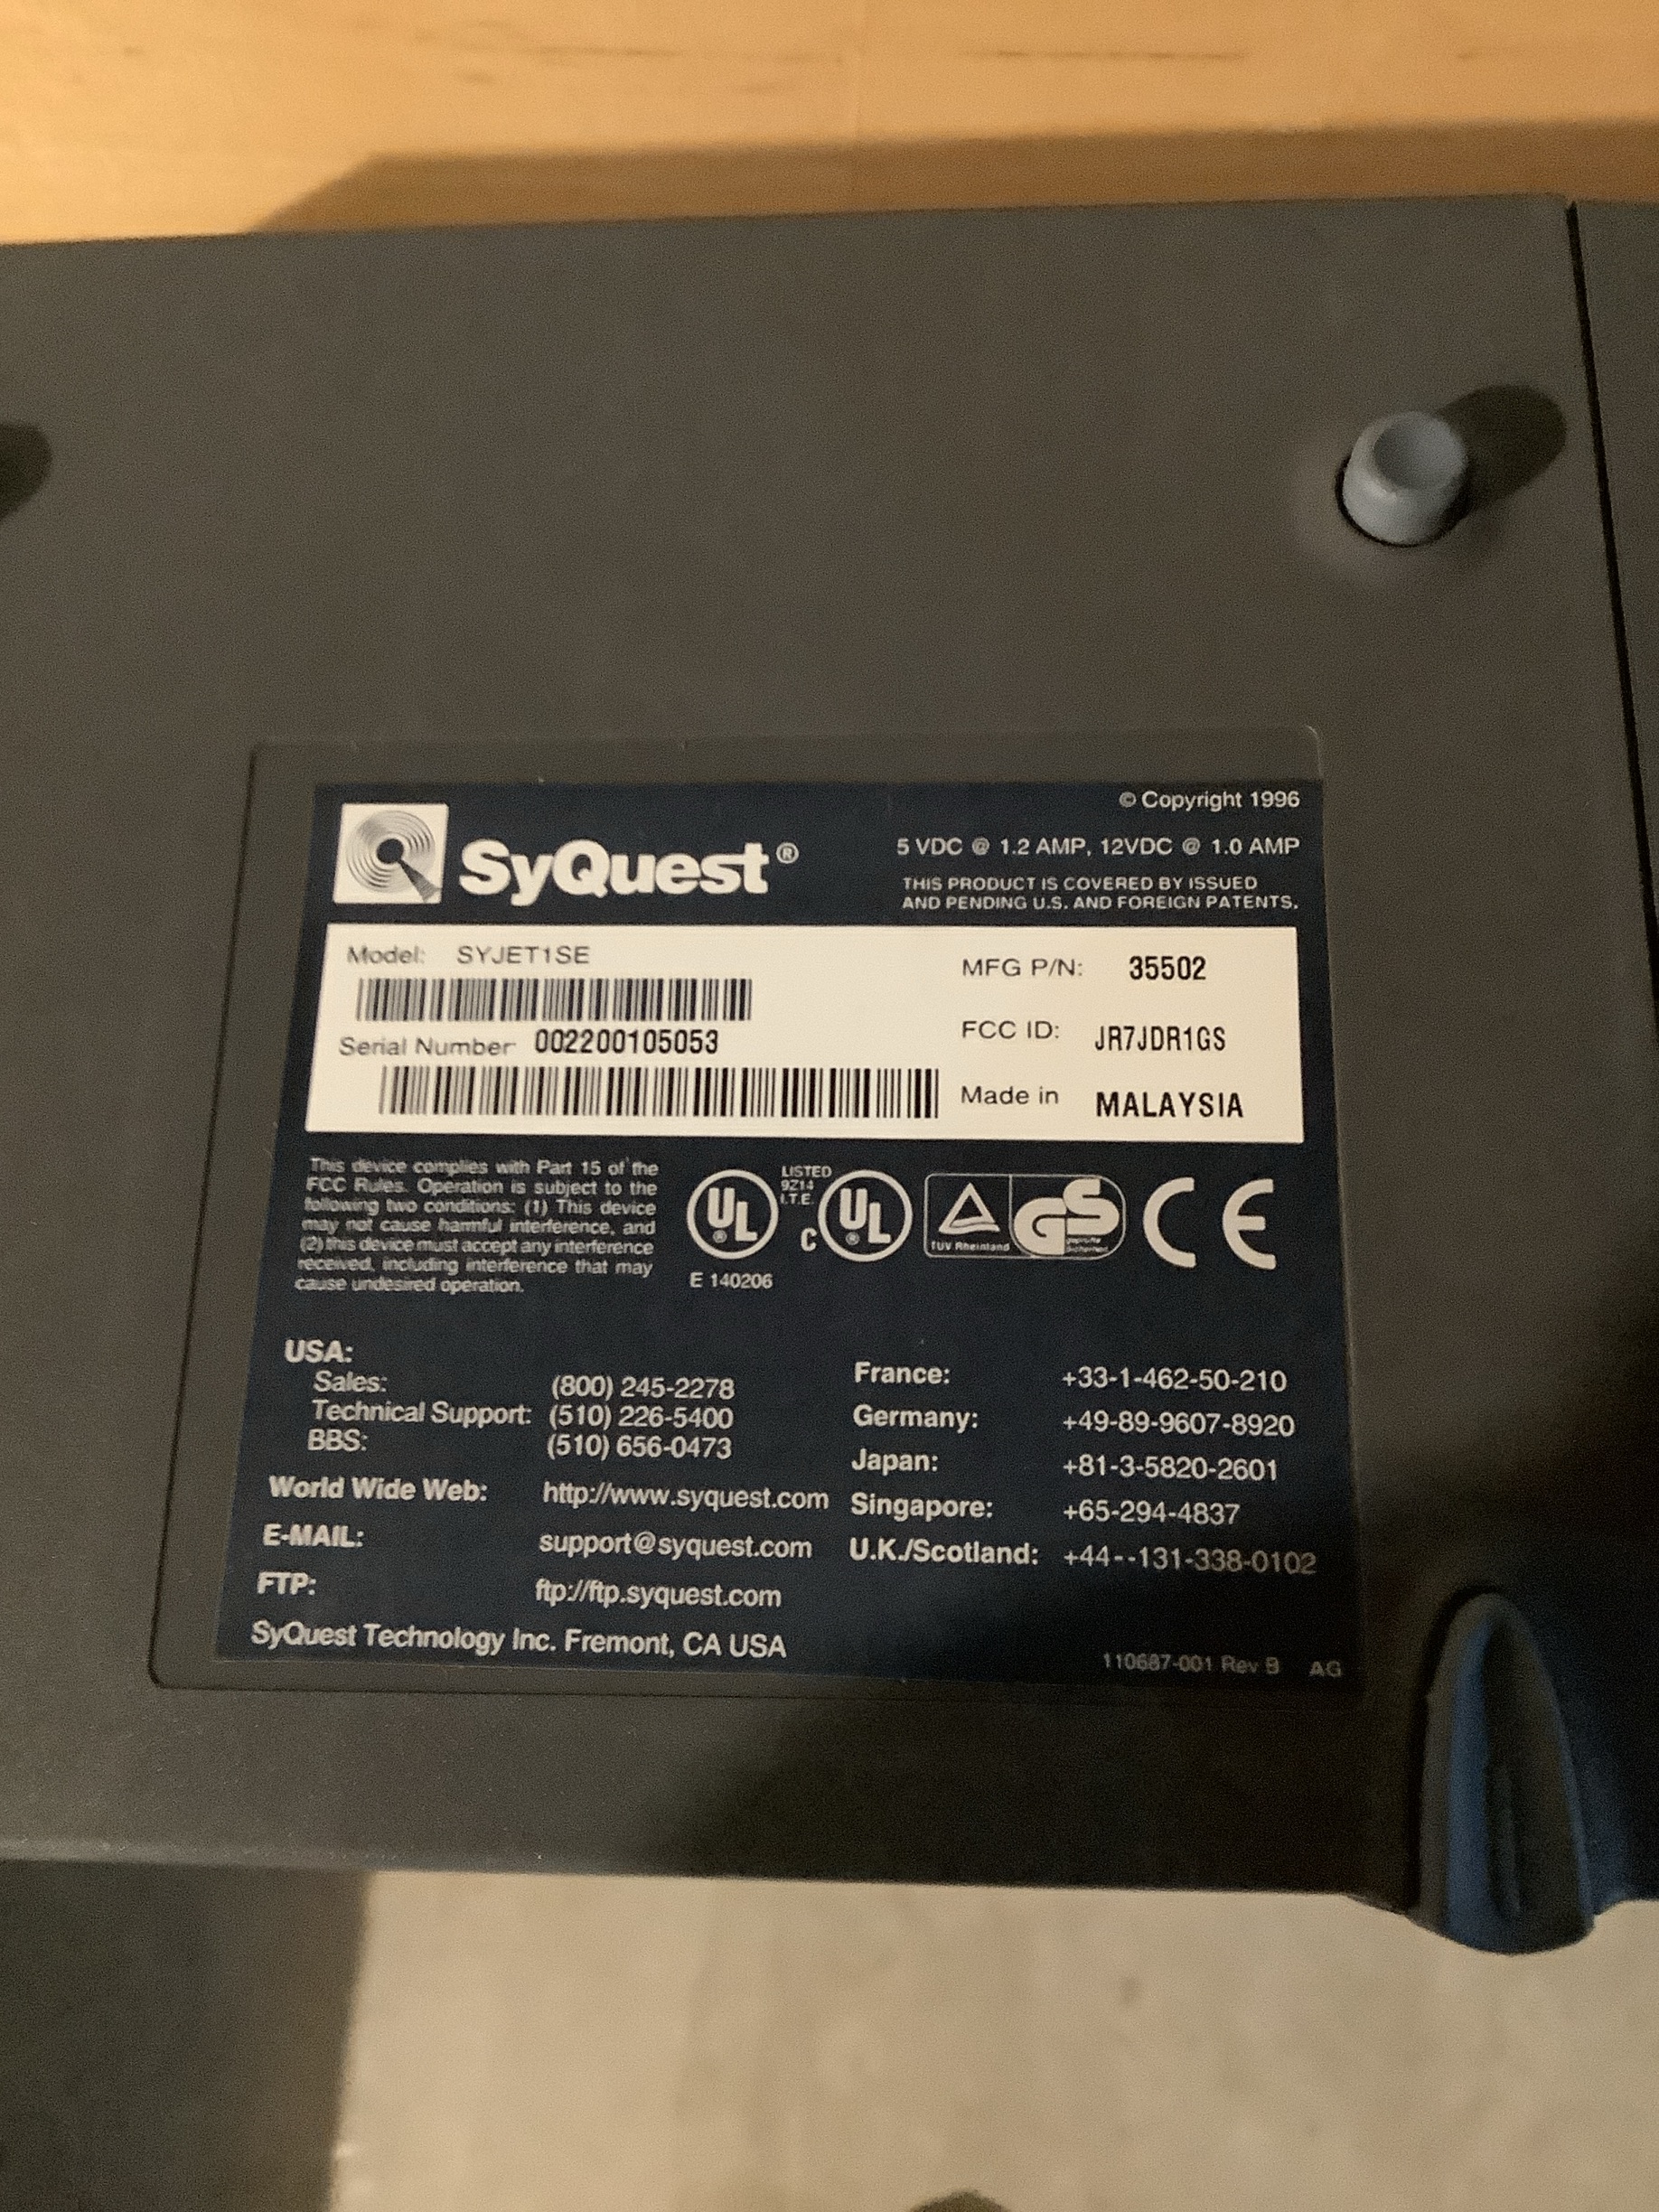 © Copyright 1996
SyQuest®
5 VDC @ 1.2 AMP, 12VDC @ 1.0 AMP
THIS PRODUCT IS COVERED BY ISSUED
AND PENDING U.S. AND FOREIGN PATENTS.
Model: SYJET1SE
MFG P/N: 35502
Serial Number 002200105053
FCC ID: JR7JDR1GS
Made in MALAYSIA
This device complies with Part 15 of the
FCC Rules. Operation is subject to the
following two conditions: (1) This device
may not cause harmful interference, and
(2) this device must accept any interference
received, including interference that may
cause undesired operation.
UL®
LISTED
9Z14
I.T.E.
C UL®
TUV Rheinland
GS
geprüfte
Sicherheit
CE
E 140206
USA:
Sales: (800) 245-2278
Technical Support: (510) 226-5400
BBS: (510) 656-0473
World Wide Web: http://www.syquest.com
E-MAIL: support@syquest.com
FTP: ftp://ftp.syquest.com
France: +33-1-462-50-210
Germany: +49-89-9607-8920
Japan: +81-3-5820-2601
Singapore: +65-294-4837
U.K./Scotland: +44--131-338-0102
SyQuest Technology Inc. Fremont, CA USA
110687-001 Rev B AG